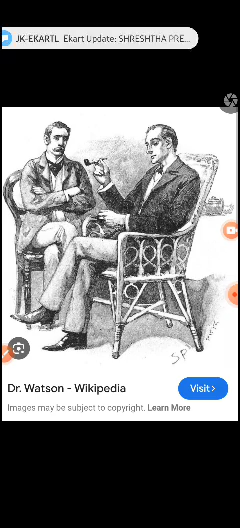 JK-EKARTL Ekart Update: SHRESHTHA PRE...
S.P.
Dr. Watson - Wikipedia
Visit >
Images may be subject to copyright. Learn More